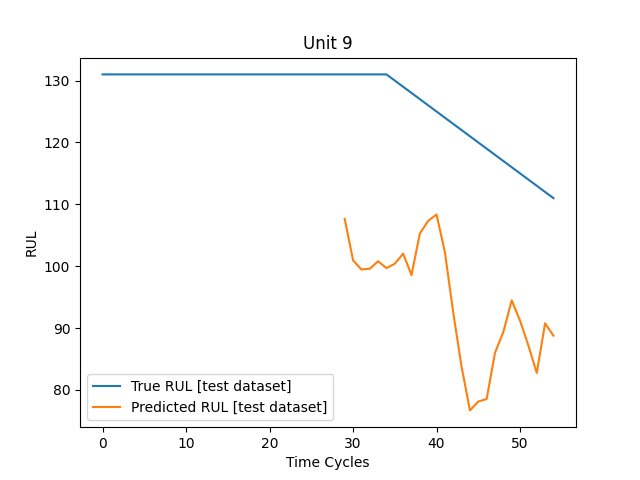 Unit 9
130
120
110
100
90
80
RUL
True RUL [test dataset]
Predicted RUL [test dataset]
0 10 20 30 40 50
Time Cycles